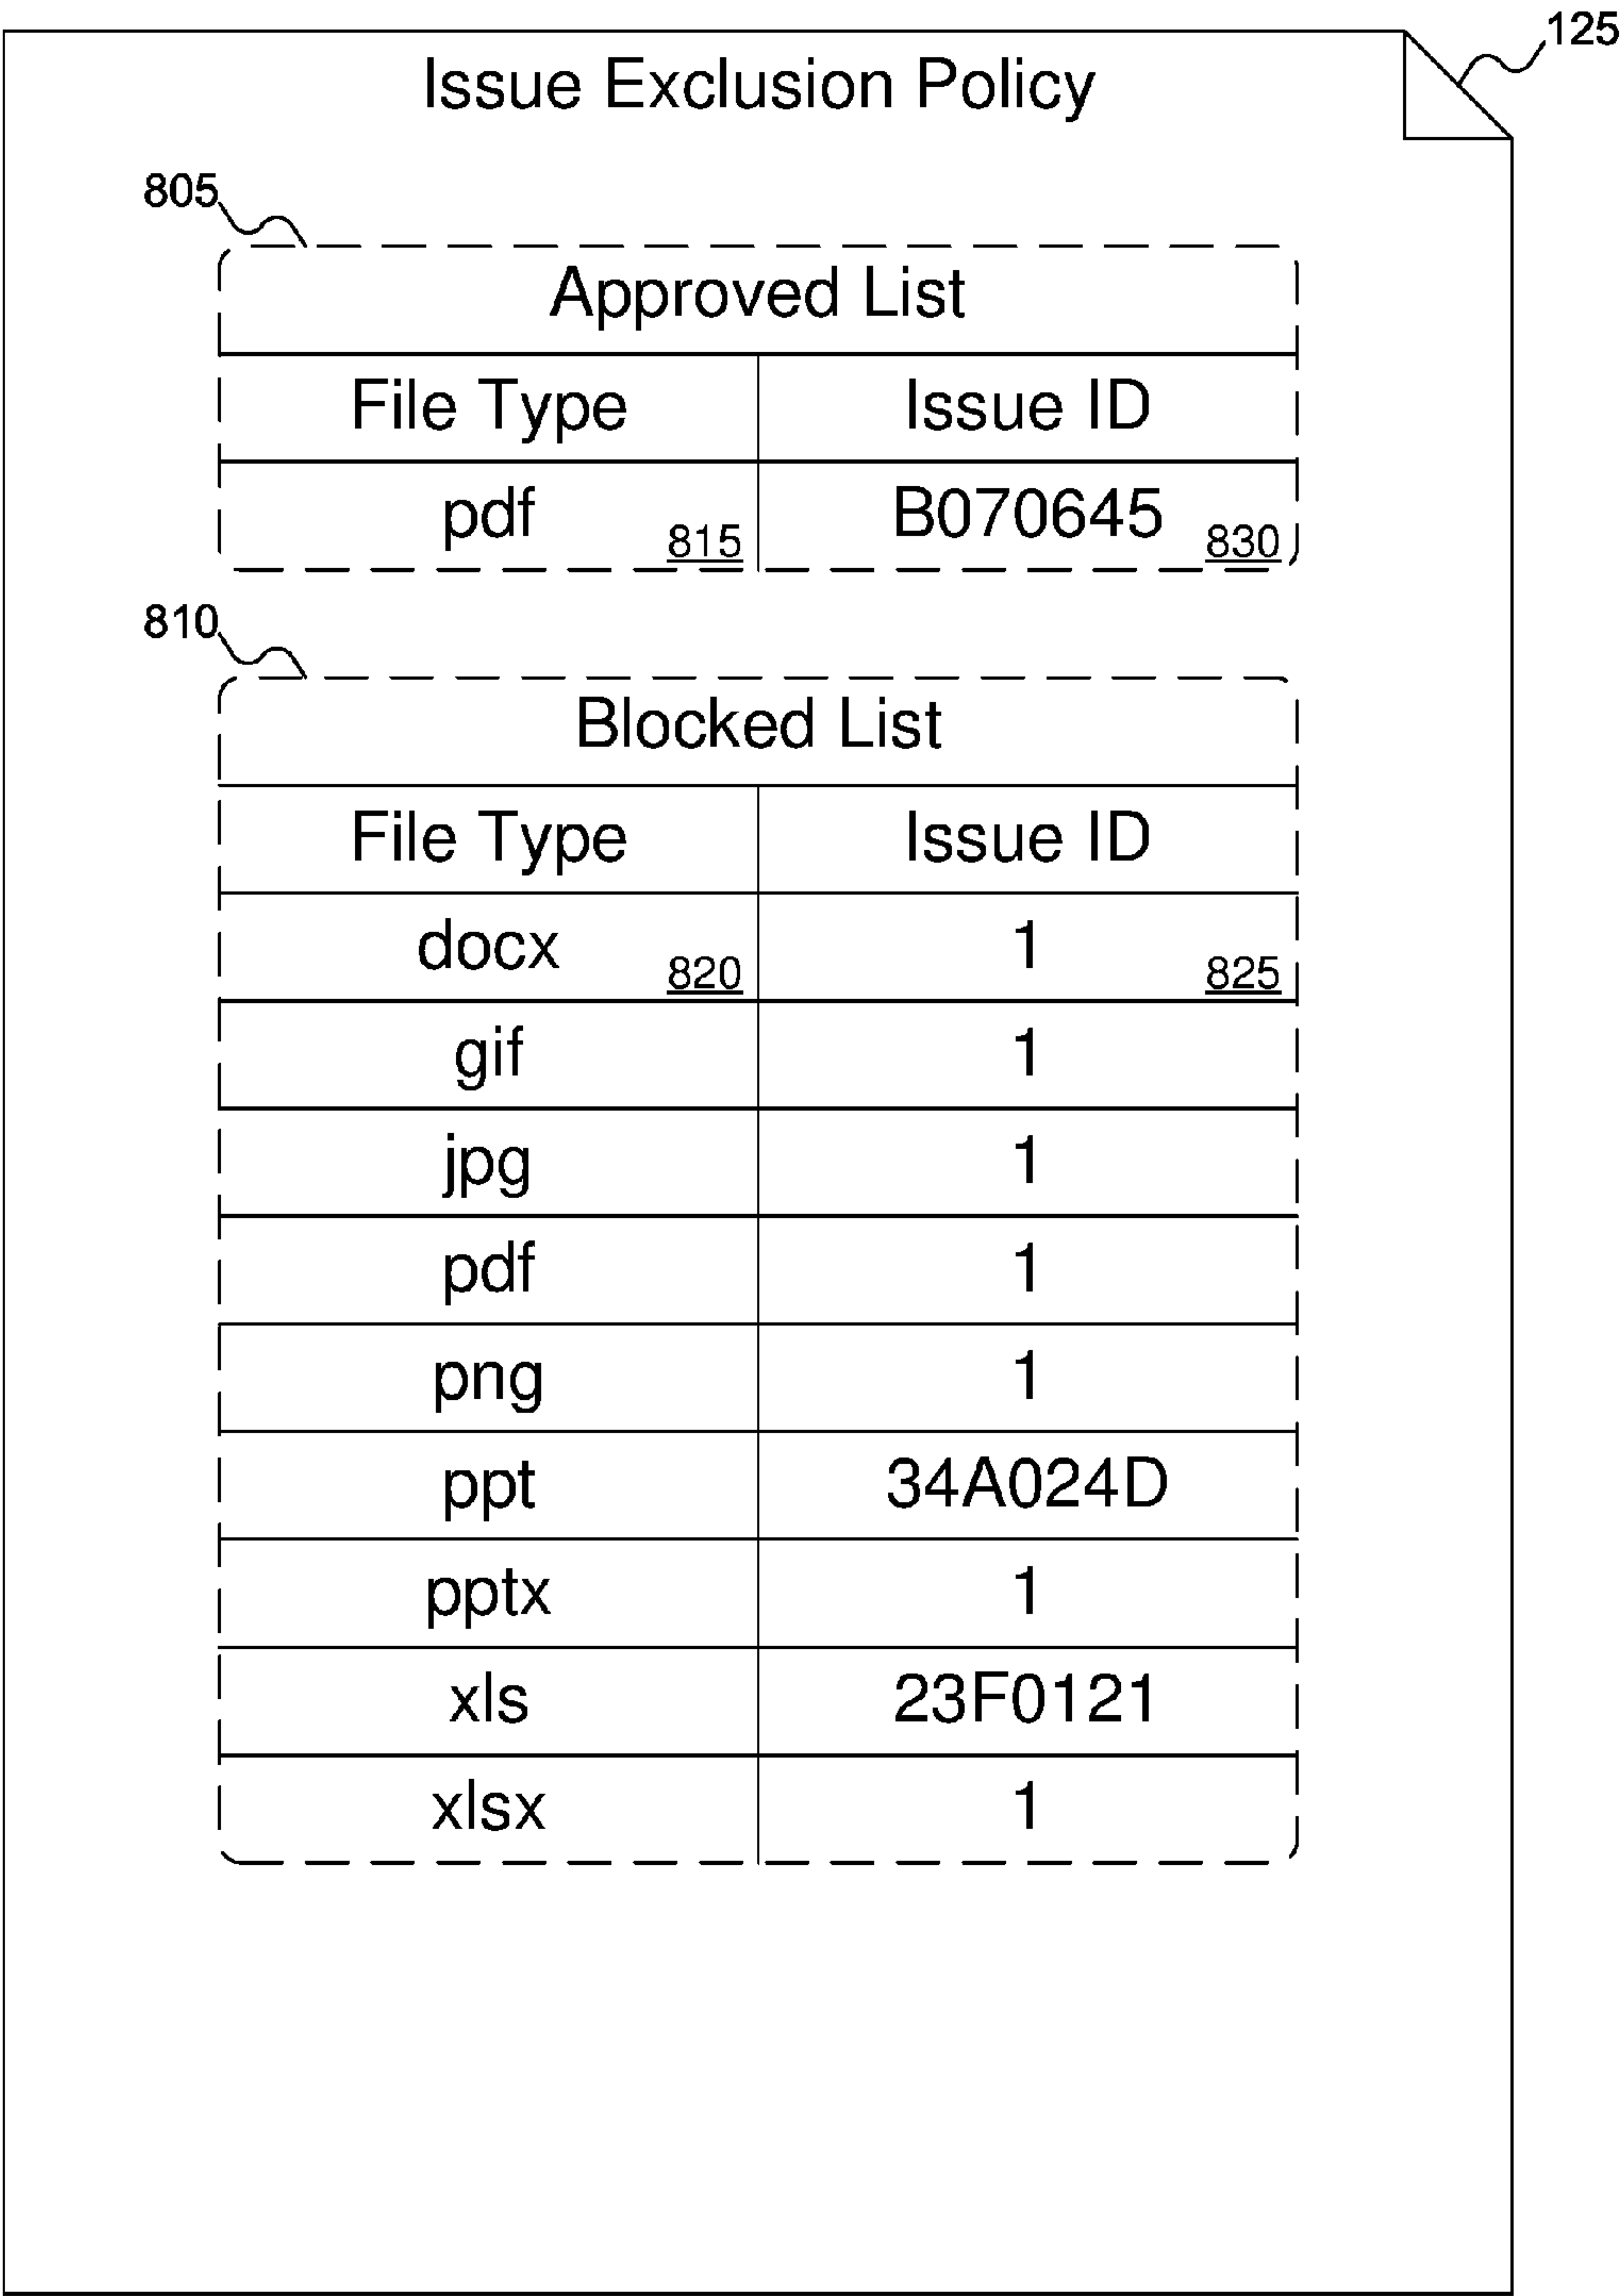 125
Issue Exclusion Policy
805
Approved List
File Type Issue ID
pdf 815 B070645 830
810
Blocked List
File Type Issue ID
docx 820 1 825
gif 1
jpg 1
pdf 1
png 1
ppt 34A024D
pptx 1
xls 23F0121
xlsx 1